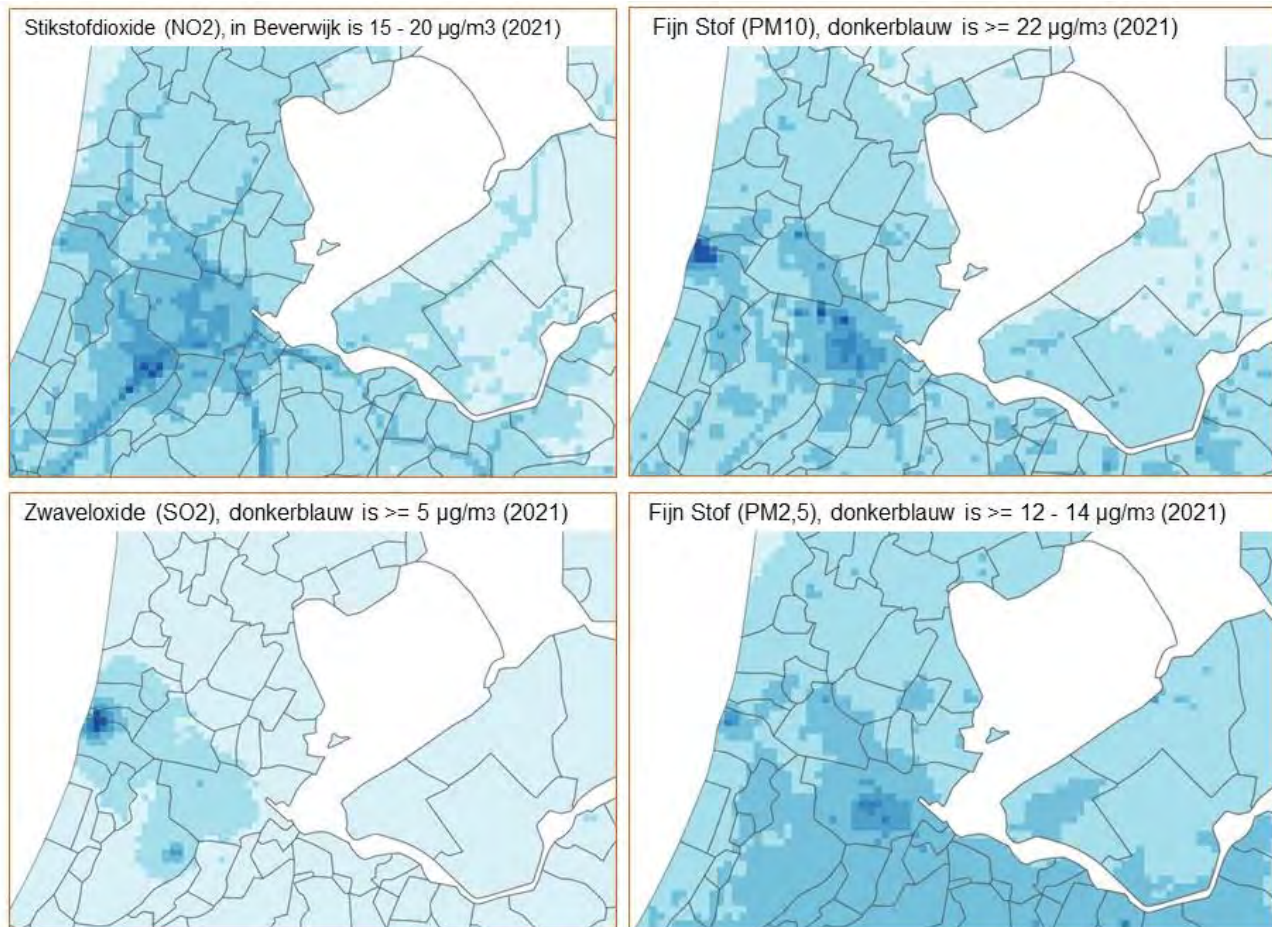 Stikstofdioxide (NO2), in Beverwijk is 15 - 20 µg/m3 (2021)
Fijn Stof (PM10), donkerblauw is >= 22 µg/m3 (2021)
Zwaveloxide (SO2), donkerblauw is >= 5 µg/m3 (2021)
Fijn Stof (PM2,5), donkerblauw is >= 12 - 14 µg/m3 (2021)